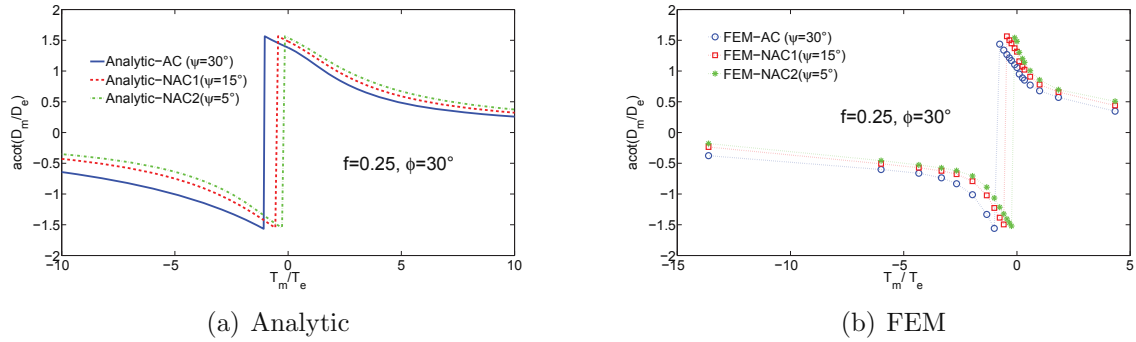 2
1.5
1
0.5
0
−0.5
−1
−1.5
−2
−10
−5
0
5
10
acot(D_m/D_e)
T_m/T_e
Analytic−AC (ψ=30°)
Analytic−NAC1(ψ=15°)
Analytic−NAC2(ψ=5°)
f=0.25, ϕ=30°
(a) Analytic
2
1.5
1
0.5
0
−0.5
−1
−1.5
−2
−15
−10
−5
0
5
acot(D_m/D_e)
T_m/ T_e
FEM−AC (ψ=30°)
FEM−NAC1 (ψ=15°)
FEM−NAC2 (ψ=5°)
f=0.25, ϕ=30°
(b) FEM